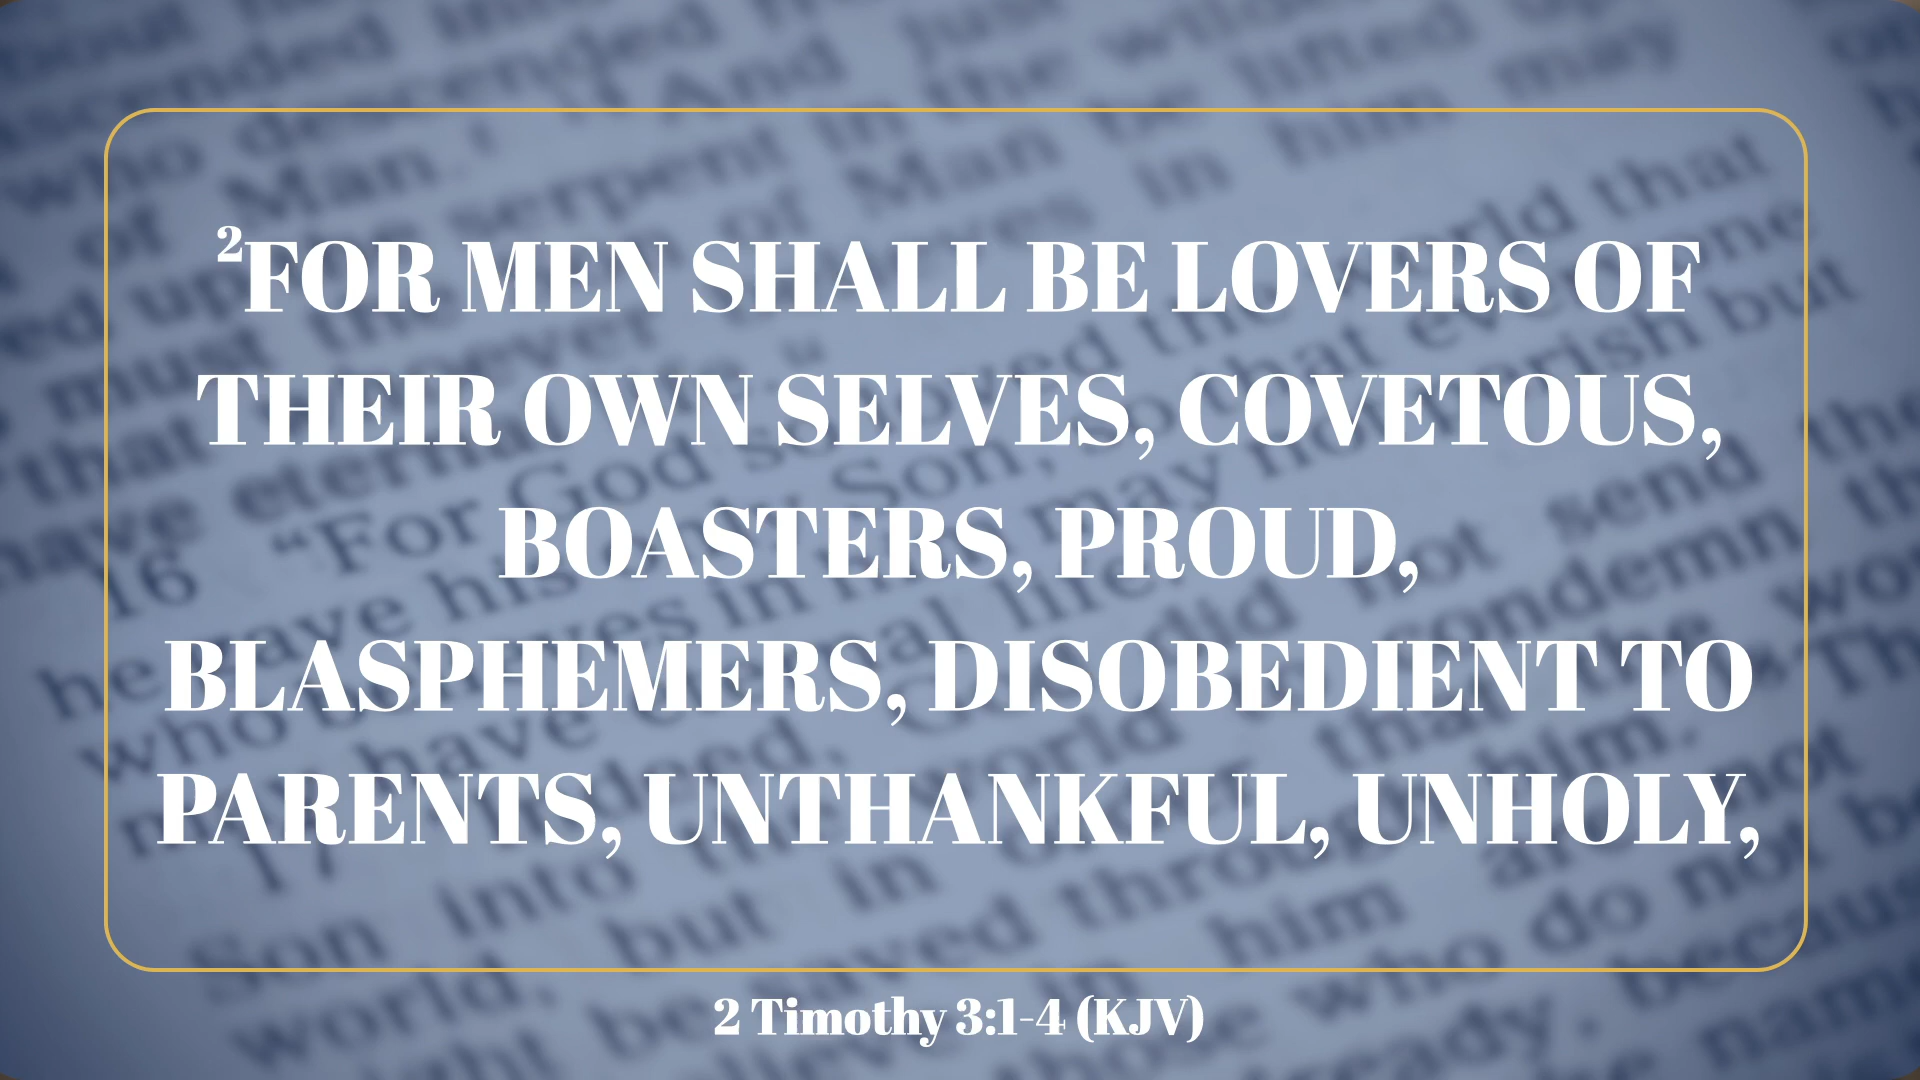 ²FOR MEN SHALL BE LOVERS OF
THEIR OWN SELVES, COVETOUS,
BOASTERS, PROUD,
BLASPHEMERS, DISOBEDIENT TO
PARENTS, UNTHANKFUL, UNHOLY,
2 Timothy 3:1-4 (KJV)